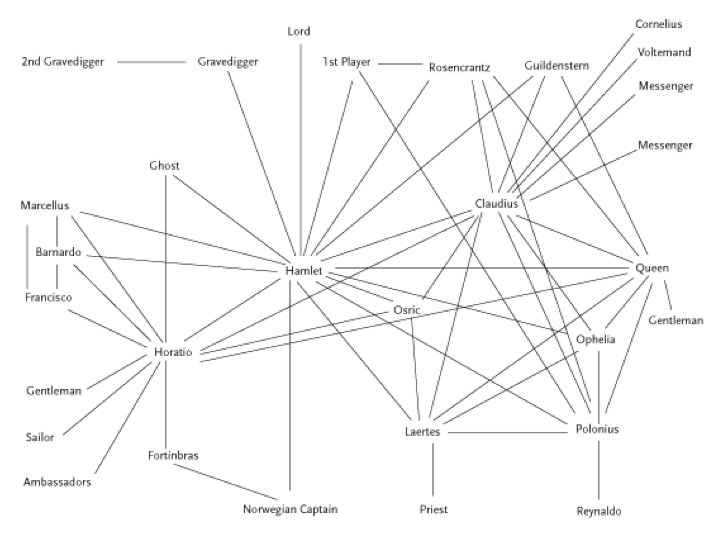 Cornelius
Lord
Voltemand
2nd Gravedigger
Gravedigger
1st Player
Rosencrantz
Guildenstern
Messenger
Messenger
Ghost
Marcellus
Claudius
Barnardo
Hamlet
Queen
Francisco
Osric
Gentleman
Ophelia
Horatio
Gentleman
Laertes
Polonius
Sailor
Fortinbras
Ambassadors
Norwegian Captain
Priest
Reynaldo